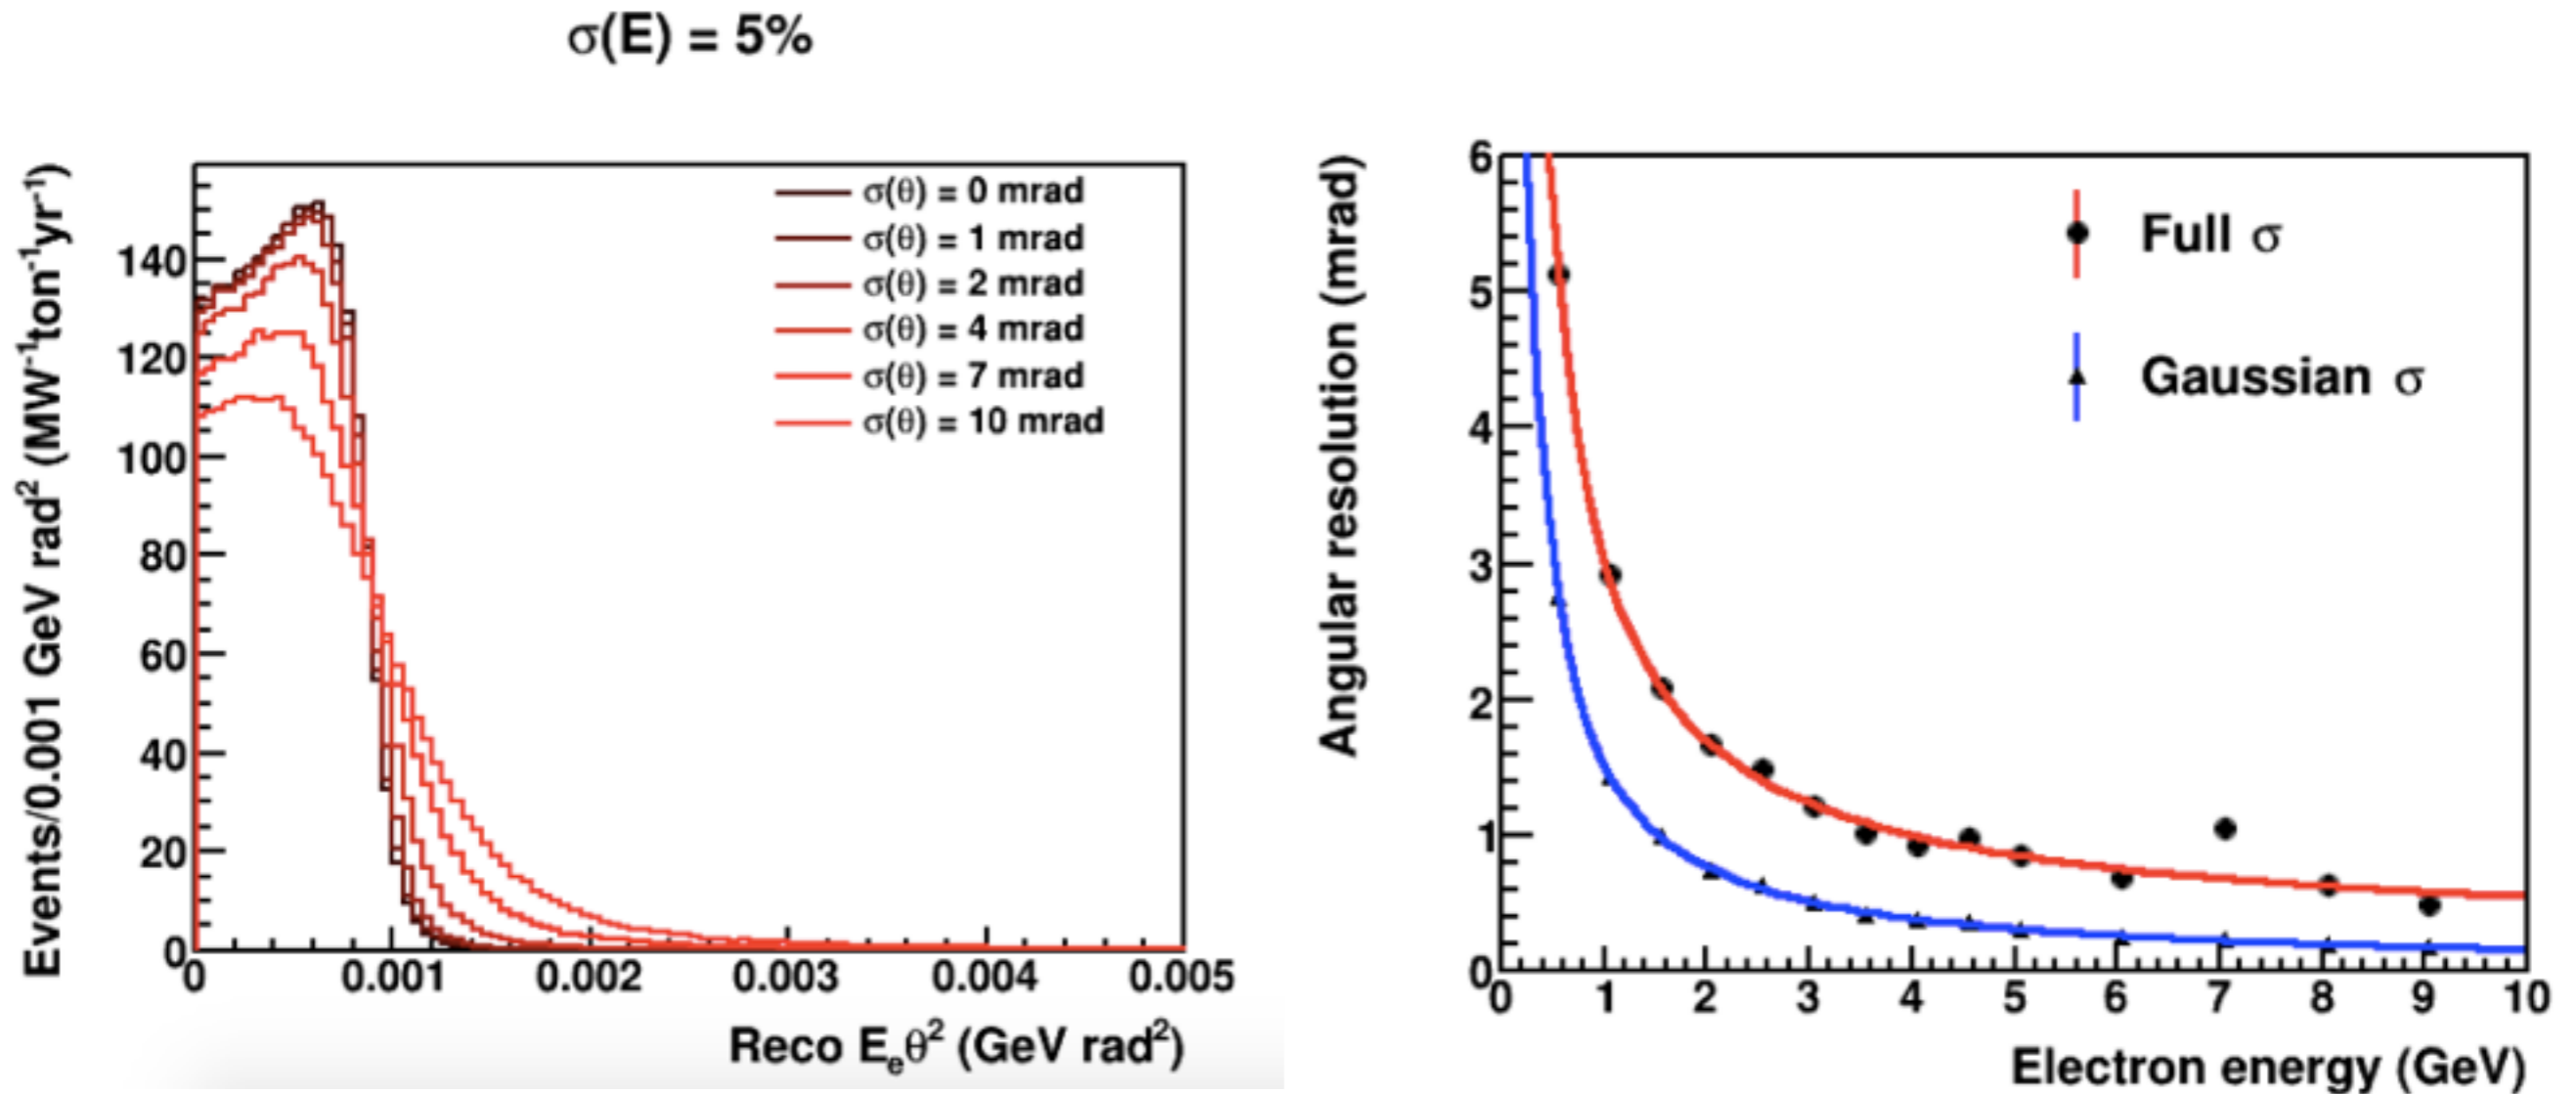 σ(E) = 5%
Events/0.001 GeV rad² (MW⁻¹ton⁻¹yr⁻¹)
140
120
100
80
60
40
20
0
σ(θ) = 0 mrad
σ(θ) = 1 mrad
σ(θ) = 2 mrad
σ(θ) = 4 mrad
σ(θ) = 7 mrad
σ(θ) = 10 mrad
0 0.001 0.002 0.003 0.004 0.005
Reco Eₑθ² (GeV rad²)
Angular resolution (mrad)
6
5
4
3
2
1
0
Full σ
Gaussian σ
0 1 2 3 4 5 6 7 8 9 10
Electron energy (GeV)